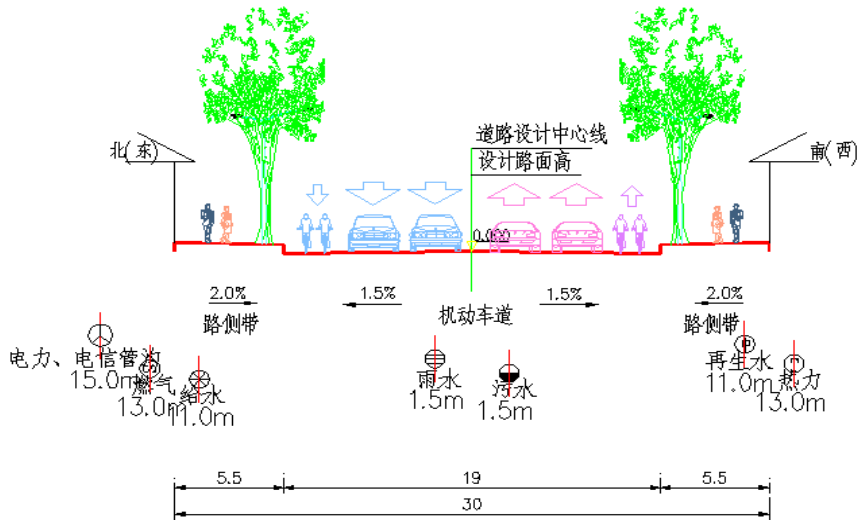 道路设计中心线
北(东)
南(西)
设计路面高
0.000
2.0%
1.5%
1.5%
2.0%
路侧带
机动车道
路侧带
电力、电信管沟
15.0m
燃气
13.0m
给水
11.0m
雨水
1.5m
污水
1.5m
再生水
11.0m
热力
13.0m
5.5
19
5.5
30